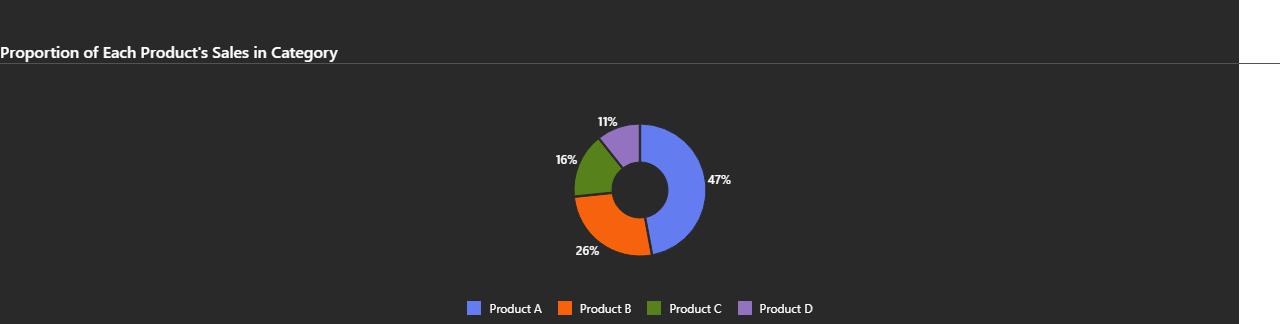 Proportion of Each Product's Sales in Category
11%
16%
47%
26%
Product A Product B Product C Product D